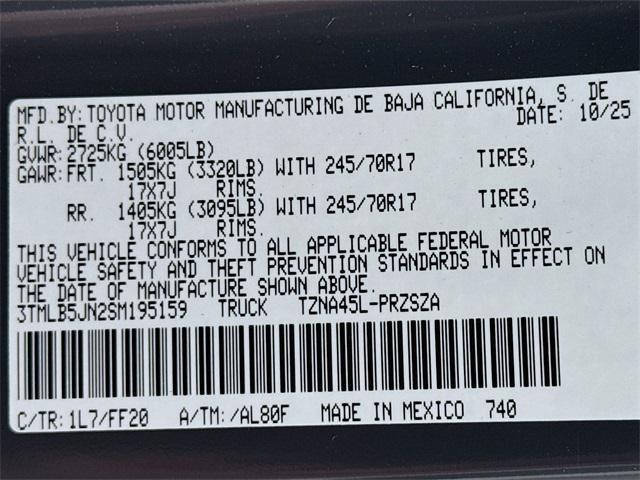 MFD.BY: TOYOTA MOTOR MANUFACTURING DE BAJA CALIFORNIA, S. DE
R.L. DE C.V. DATE: 10/25
GVWR: 2725KG (6005LB)
GAWR: FRT. 1505KG (3320LB) WITH 245/70R17 TIRES,
17X7J RIMS.
RR. 1405KG (3095LB) WITH 245/70R17 TIRES,
17X7J RIMS.
THIS VEHICLE CONFORMS TO ALL APPLICABLE FEDERAL MOTOR
VEHICLE SAFETY AND THEFT PREVENTION STANDARDS IN EFFECT ON
THE DATE OF MANUFACTURE SHOWN ABOVE.
3TMLB5JN2SM195159 TRUCK TZNA45L-PRZSZA
C/TR: 1L7/FF20 A/TM: /AL80F MADE IN MEXICO 740